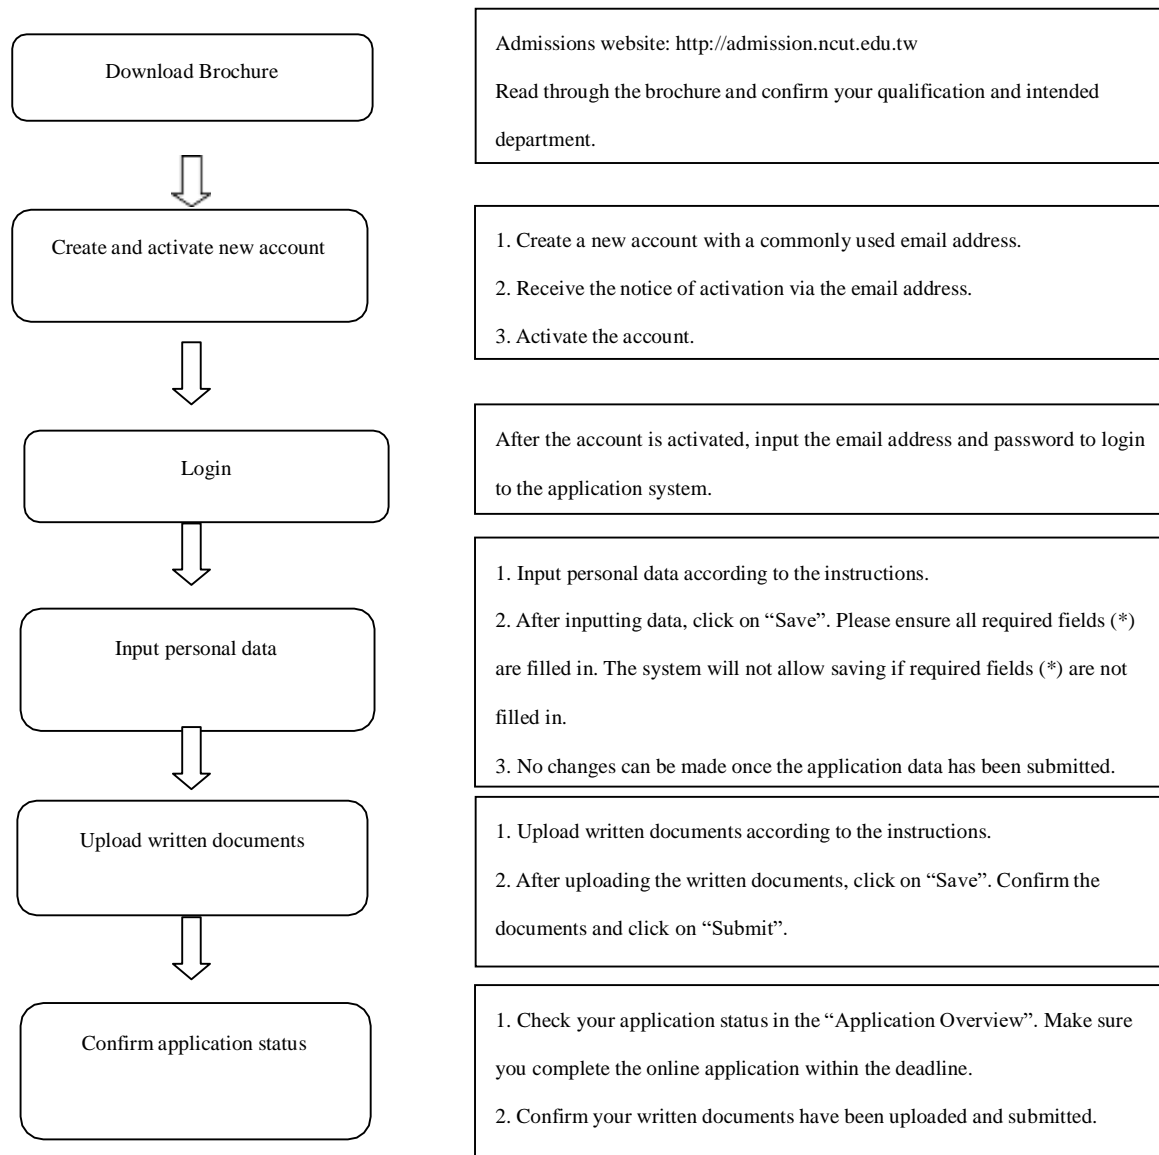 Download Brochure
Admissions website: http://admission.ncut.edu.tw
Read through the brochure and confirm your qualification and intended
department.
Create and activate new account
1. Create a new account with a commonly used email address.
2. Receive the notice of activation via the email address.
3. Activate the account.
Login
After the account is activated, input the email address and password to login
to the application system.
Input personal data
1. Input personal data according to the instructions.
2. After inputting data, click on “Save”. Please ensure all required fields (*)
are filled in. The system will not allow saving if required fields (*) are not
filled in.
3. No changes can be made once the application data has been submitted.
Upload written documents
1. Upload written documents according to the instructions.
2. After uploading the written documents, click on “Save”. Confirm the
documents and click on “Submit”.
Confirm application status
1. Check your application status in the “Application Overview”. Make sure
you complete the online application within the deadline.
2. Confirm your written documents have been uploaded and submitted.